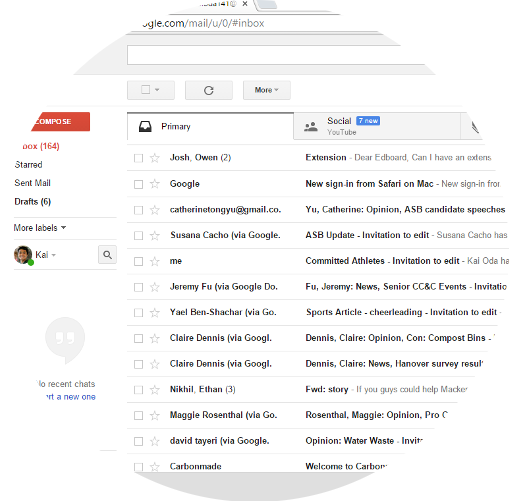 ogle.com/mail/u/0/#inbox
More
COMPOSE
Primary
Social 7 new
YouTube
box (164)
Starred
Sent Mail
Drafts (6)
More labels
Kai
No recent chats
art a new one
Josh, Owen (2) Extension - Dear Edboard, Can I have an extens
Google New sign-in from Safari on Mac - New sign-in from
catherinetongyu@gmail.co. Yu, Catherine: Opinion, ASB candidate speeches
Susana Cacho (via Google. ASB Update - Invitation to edit - Susana Cacho has
me Committed Athletes - Invitation to edit - Kai Oda ha
Jeremy Fu (via Google Do. Fu, Jeremy: News, Senior CC&C Events - Invitatio
Yael Ben-Shachar (via Go. Sports Article - cheerleading - Invitation to edit -
Claire Dennis (via Googl. Dennis, Claire: Opinion, Con: Compost Bins -
Claire Dennis (via Googl. Dennis, Claire: News, Hanover survey resul
Nikhil, Ethan (3) Fwd: story - If you guys could help Macke
Maggie Rosenthal (via Go. Rosenthal, Maggie: Opinion, Pro
david tayeri (via Google. Opinion: Water Waste - Invit
Carbonmade Welcome to Carbon